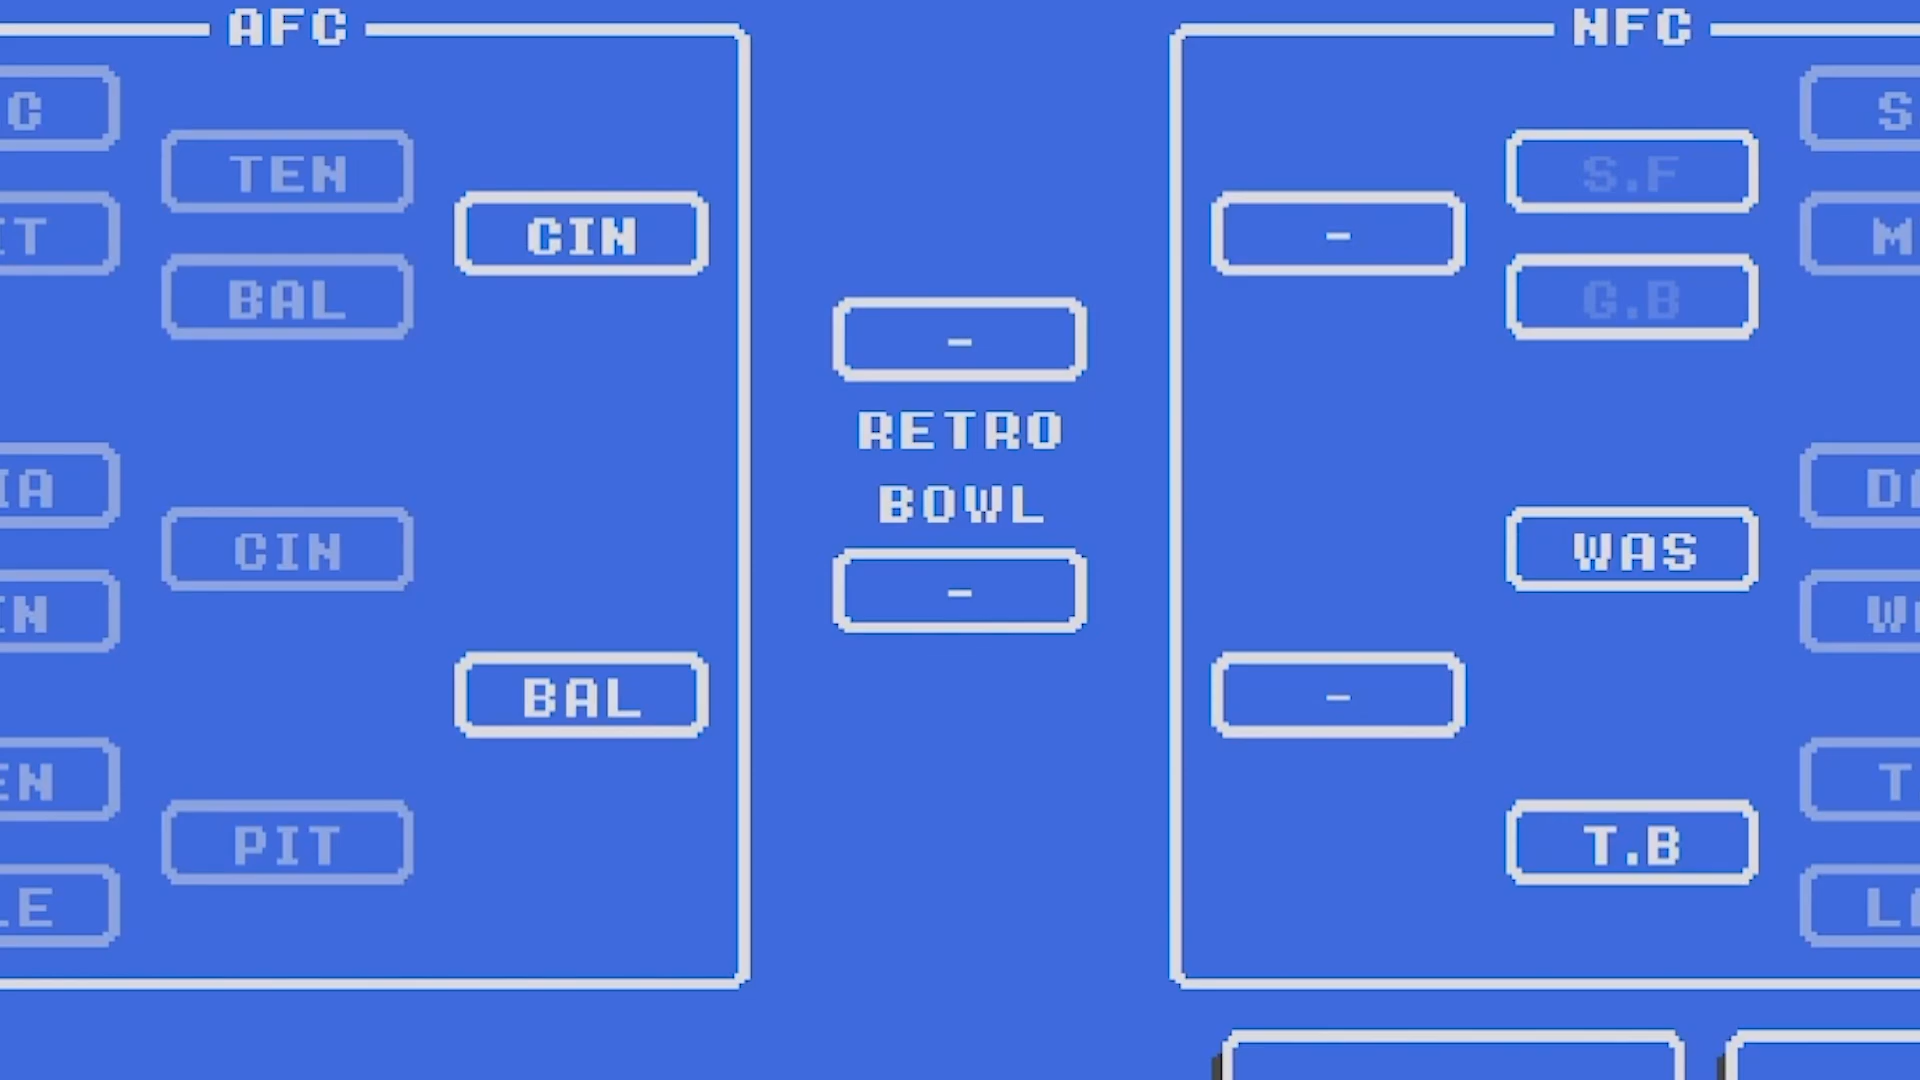 AFC
TEN
BAL
CIN
CIN
BAL
PIT
-
RETRO
BOWL
-
NFC
-
S.F
G.B
WAS
-
T.B